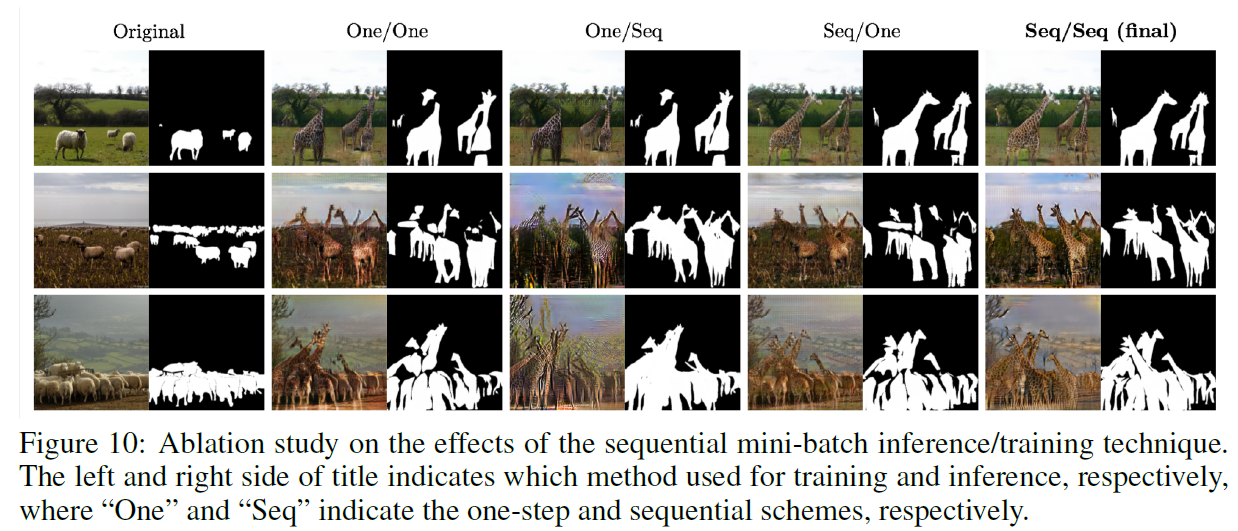 Original One/One One/Seq Seq/One Seq/Seq (final)
Figure 10: Ablation study on the effects of the sequential mini-batch inference/training technique.
The left and right side of title indicates which method used for training and inference, respectively,
where “One” and “Seq” indicate the one-step and sequential schemes, respectively.